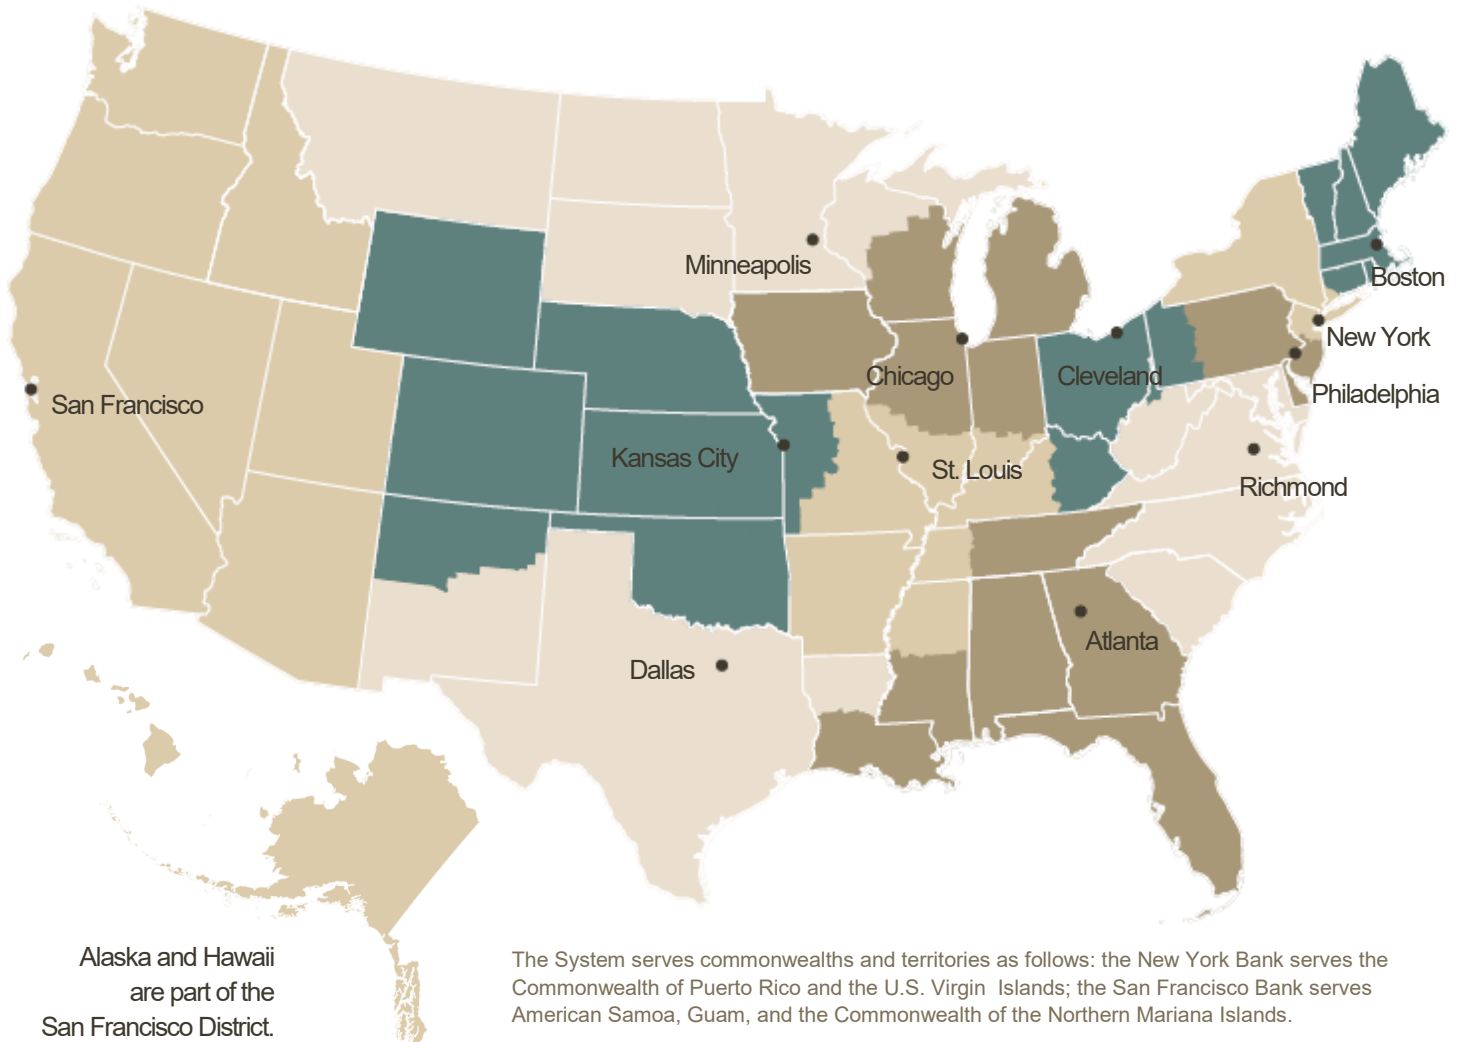 Minneapolis
Boston
New York
Chicago
Cleveland
Philadelphia
San Francisco
Kansas City
St. Louis
Richmond
Atlanta
Dallas
Alaska and Hawaii
are part of the
San Francisco District.
The System serves commonwealths and territories as follows: the New York Bank serves the
Commonwealth of Puerto Rico and the U.S. Virgin Islands; the San Francisco Bank serves
American Samoa, Guam, and the Commonwealth of the Northern Mariana Islands.